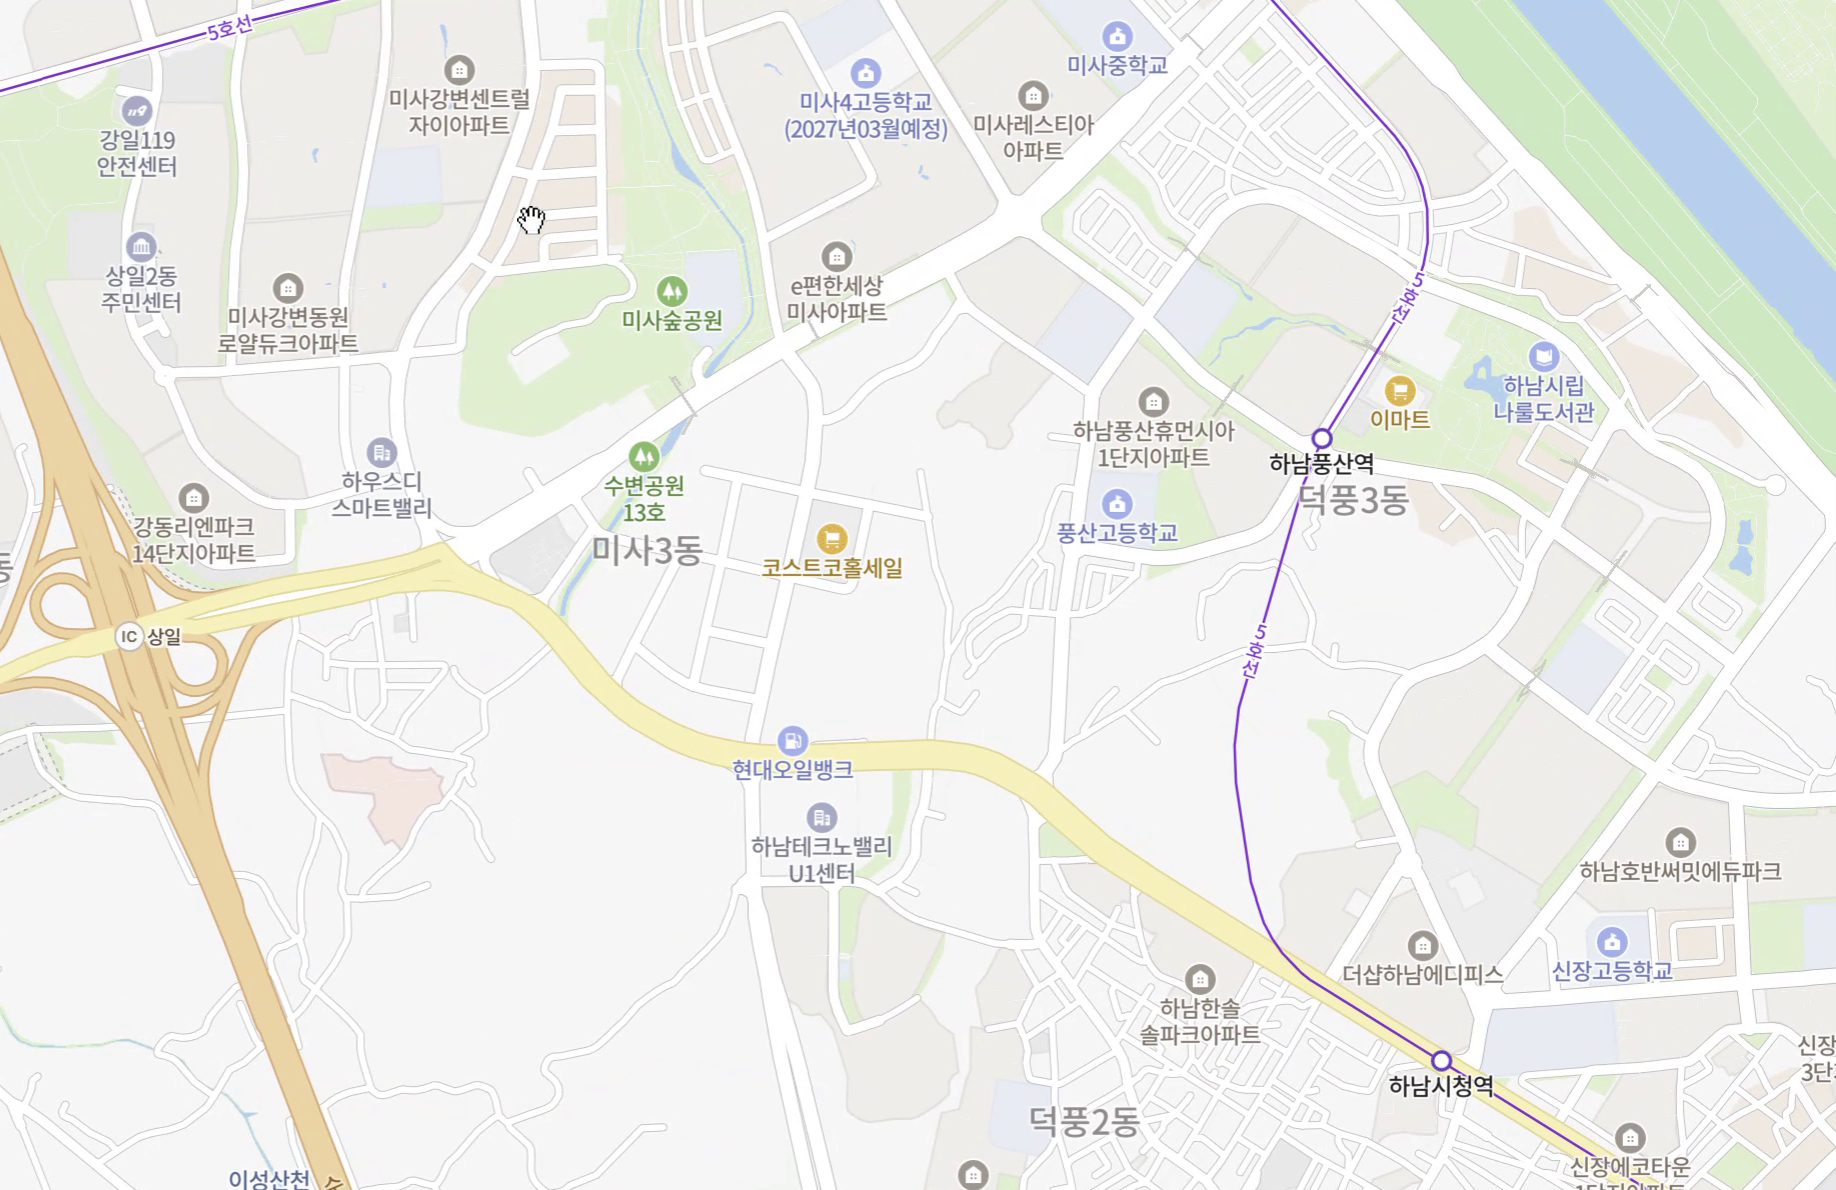 5호선
미사중학교
미사강변센트럴
자이아파트
미사4고등학교
(2027년03월예정)
미사레스티아
아파트
강일119
안전센터
상일2동
주민센터
미사강변동원
로얄듀크아파트
미사숲공원
e편한세상
미사아파트
5호선
하남시립
나룰도서관
이마트
하남풍산휴먼시아
1단지아파트
하남풍산역
덕풍3동
하우스디
스마트밸리
수변공원
13호
강동리엔파크
14단지아파트
동
미사3동
코스트코홀세일
풍산고등학교
IC 상일
5호선
현대오일뱅크
하남테크노밸리
U1센터
하남호반써밋에듀파크
더샵하남에디피스
신장고등학교
하남한솔
솔파크아파트
신장
3단
하남시청역
덕풍2동
신장에코타운
1단지아파트
이성산천